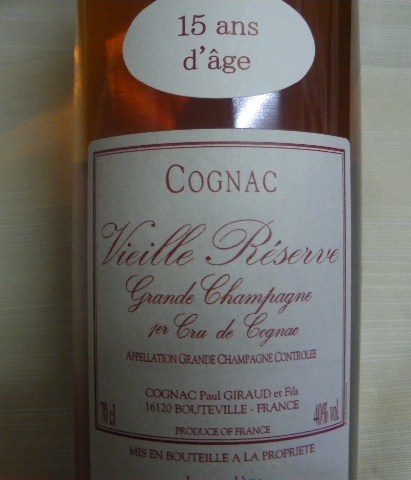 15 ans
d'âge
COGNAC
Vieille Réserve
Grande Champagne
1er Cru de Cognac
APPELLATION GRANDE CHAMPAGNE CONTROLEE
COGNAC Paul GIRAUD et Fils
70 cl
16120 BOUTEVILLE - FRANCE
40% vol.
PRODUCE OF FRANCE
MIS EN BOUTEILLE A LA PROPRIETE